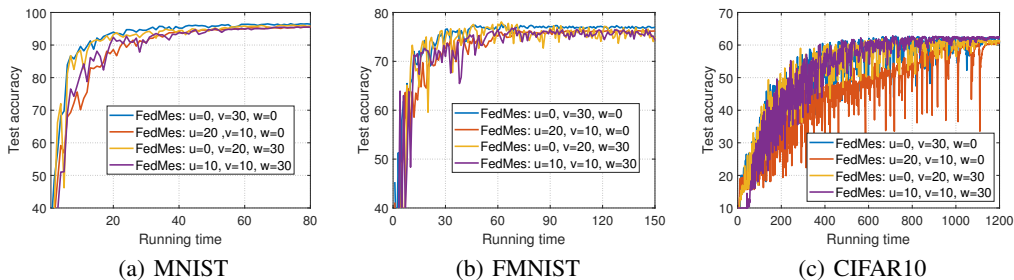 100
90
80
70
60
50
40
Test accuracy
20
40
60
80
Running time
FedMes: u=0, v=30, w=0
FedMes: u=20 ,v=10, w=0
FedMes: u=0, v=20, w=30
FedMes: u=10, v=10, w=30
(a) MNIST
80
70
60
50
40
Test accuracy
0
30
60
90
120
150
Running time
FedMes: u=0, v=30, w=0
FedMes: u=20, v=10, w=0
FedMes: u=0, v=20, w=30
FedMes: u=10, v=10, w=30
(b) FMNIST
70
60
50
40
30
20
10
Test accuracy
0
200
400
600
800
1000
1200
Running time
FedMes: u=0, v=30, w=0
FedMes: u=20, v=10, w=0
FedMes: u=0, v=20, w=30
FedMes: u=10, v=10, w=30
(c) CIFAR10